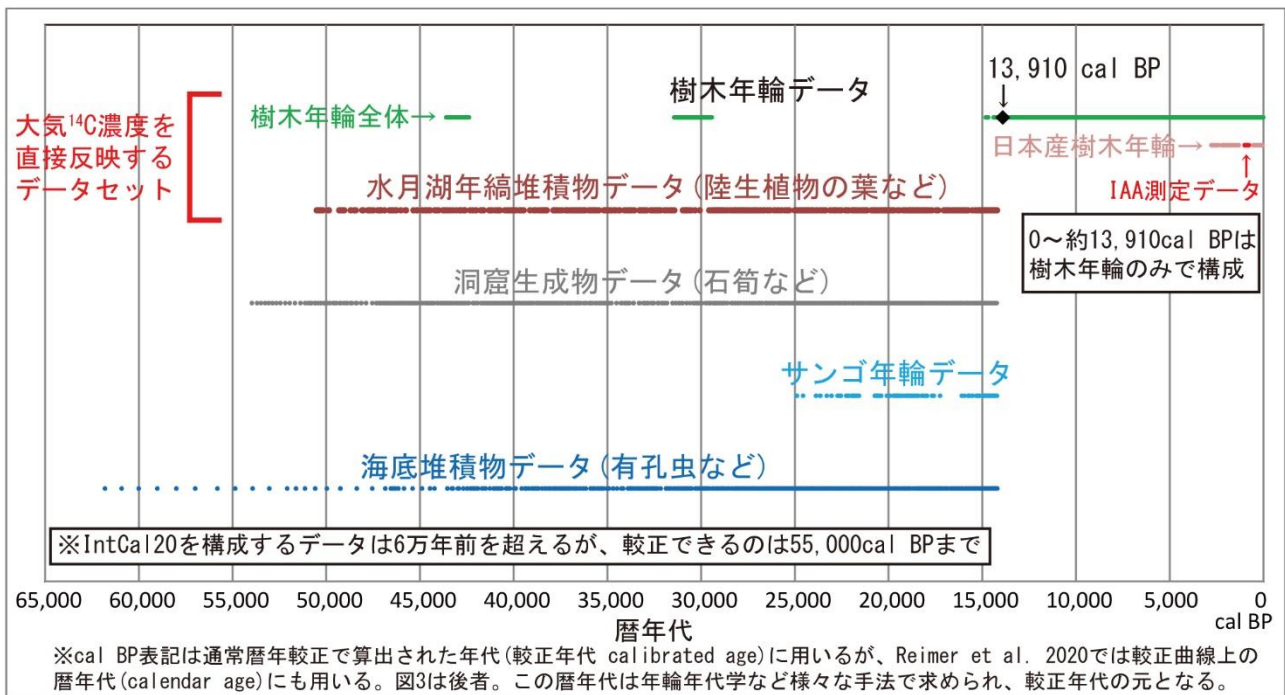 13,910 cal BP
↓
樹木年輪データ
樹木年輪全体→
大気¹⁴C濃度を
直接反映する
データセット
日本産樹木年輪→
↑
IAA測定データ
水月湖年縞堆積物データ(陸生植物の葉など)
0～約13,910cal BPは
樹木年輪のみで構成
洞窟生成物データ(石筍など)
サンゴ年輪データ
海底堆積物データ(有孔虫など)
※IntCal20を構成するデータは6万年前を超えるが、較正できるのは55,000cal BPまで
65,000 60,000 55,000 50,000 45,000 40,000 35,000 30,000 25,000 20,000 15,000 10,000 5,000 0
cal BP
暦年代
※cal BP表記は通常暦年較正で算出された年代(較正年代 calibrated age)に用いるが、Reimer et al. 2020では較正曲線上の
暦年代(calendar age)にも用いる。図3は後者。この暦年代は年輪年代学など様々な手法で求められ、較正年代の元となる。